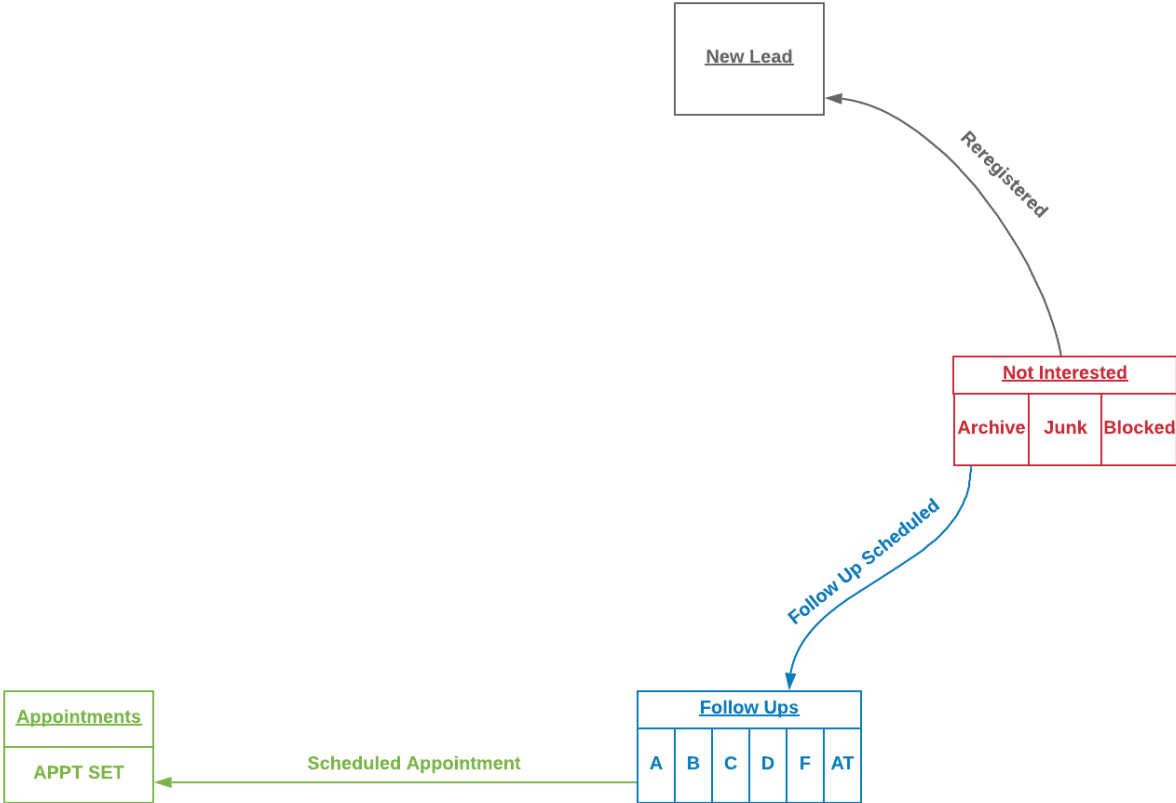 New Lead
Reregistered
Not Interested
Archive Junk Blocked
Follow Up Scheduled
Follow Ups
A B C D F AT
Scheduled Appointment
Appointments
APPT SET